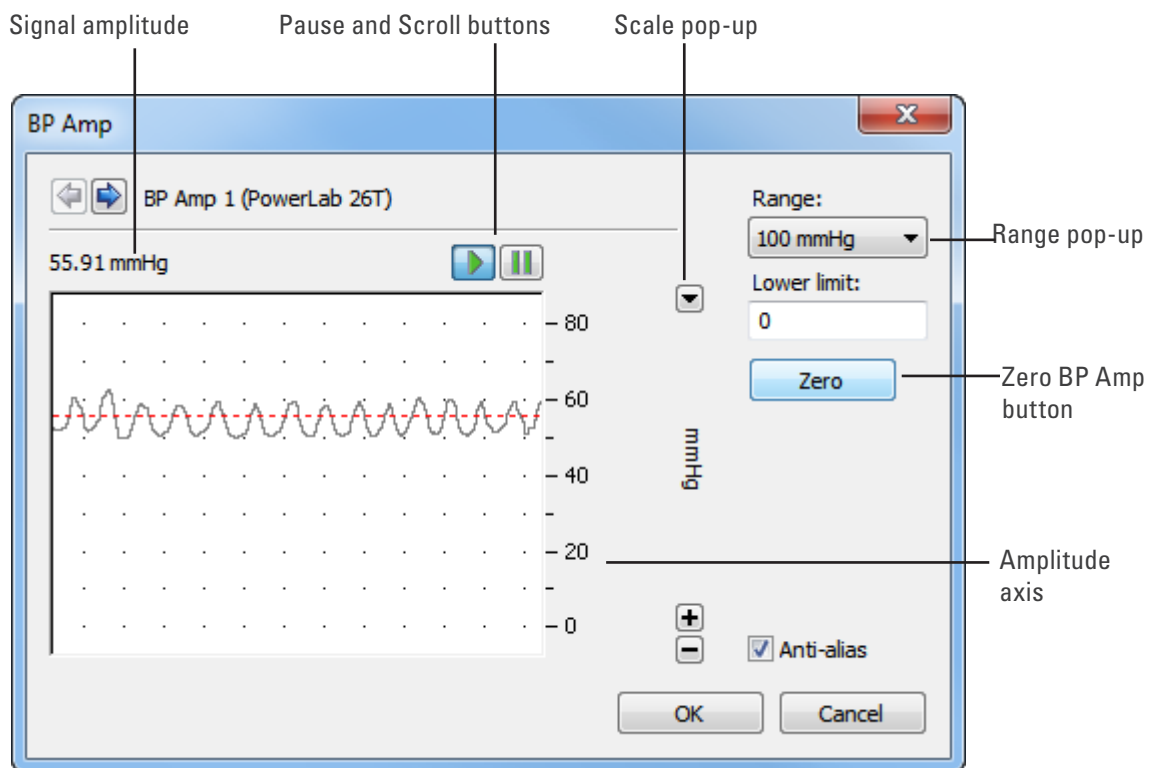 Signal amplitude
Pause and Scroll buttons
Scale pop-up
BP Amp
BP Amp 1 (PowerLab 26T)
Range:
100 mmHg
Range pop-up
55.91 mmHg
Lower limit:
0
80
Zero
Zero BP Amp
button
60
mmHg
40
20
Amplitude
axis
0
Anti-alias
OK
Cancel